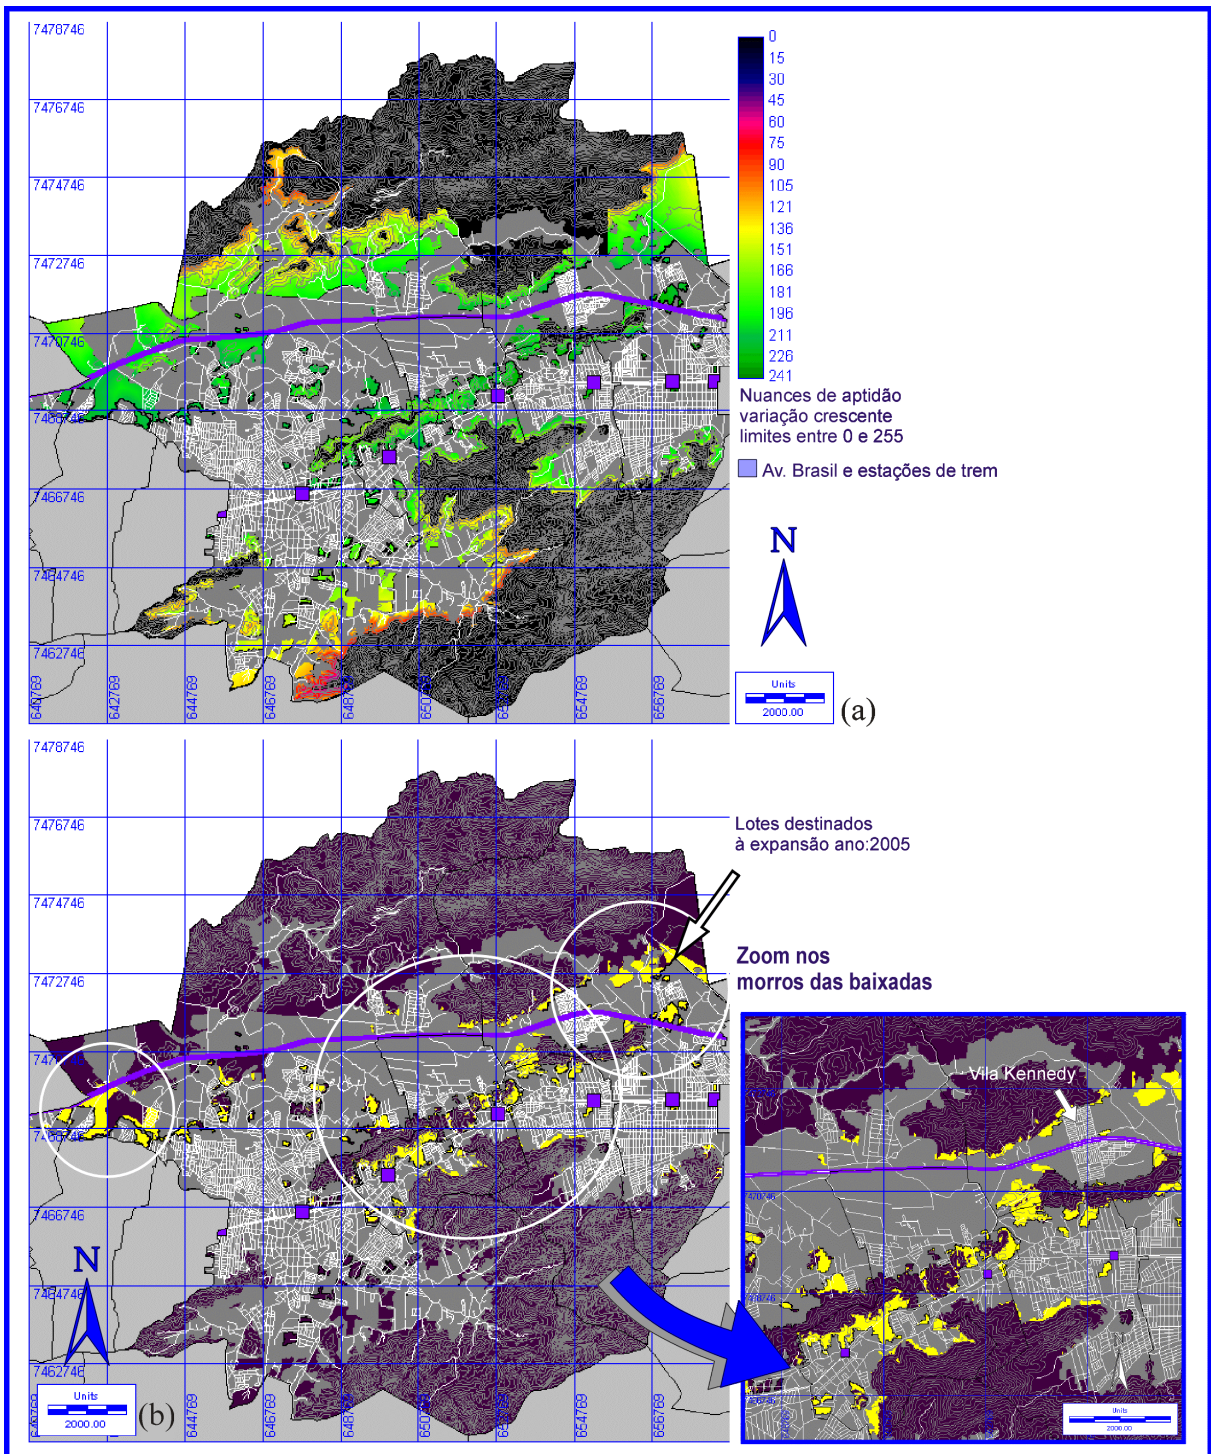 7478746
7476746
7474746
7472746
7470746
7466746
7464746
7462746
640769
642769
644769
646769
650769
654769
656769
0
15
30
45
60
75
90
105
121
136
151
166
181
196
211
226
241
Nuances de aptidão
variação crescente
limites entre 0 e 255
Av. Brasil e estações de trem
N
Units
2000.00
(a)
7478746
7476746
7474746
7472746
7466746
7464746
7462746
644769
646769
654769
656769
Lotes destinados
à expansão ano:2005
Zoom nos
morros das baixadas
N
Units
2000.00
(b)
Vila Kennedy
Units
2000.00